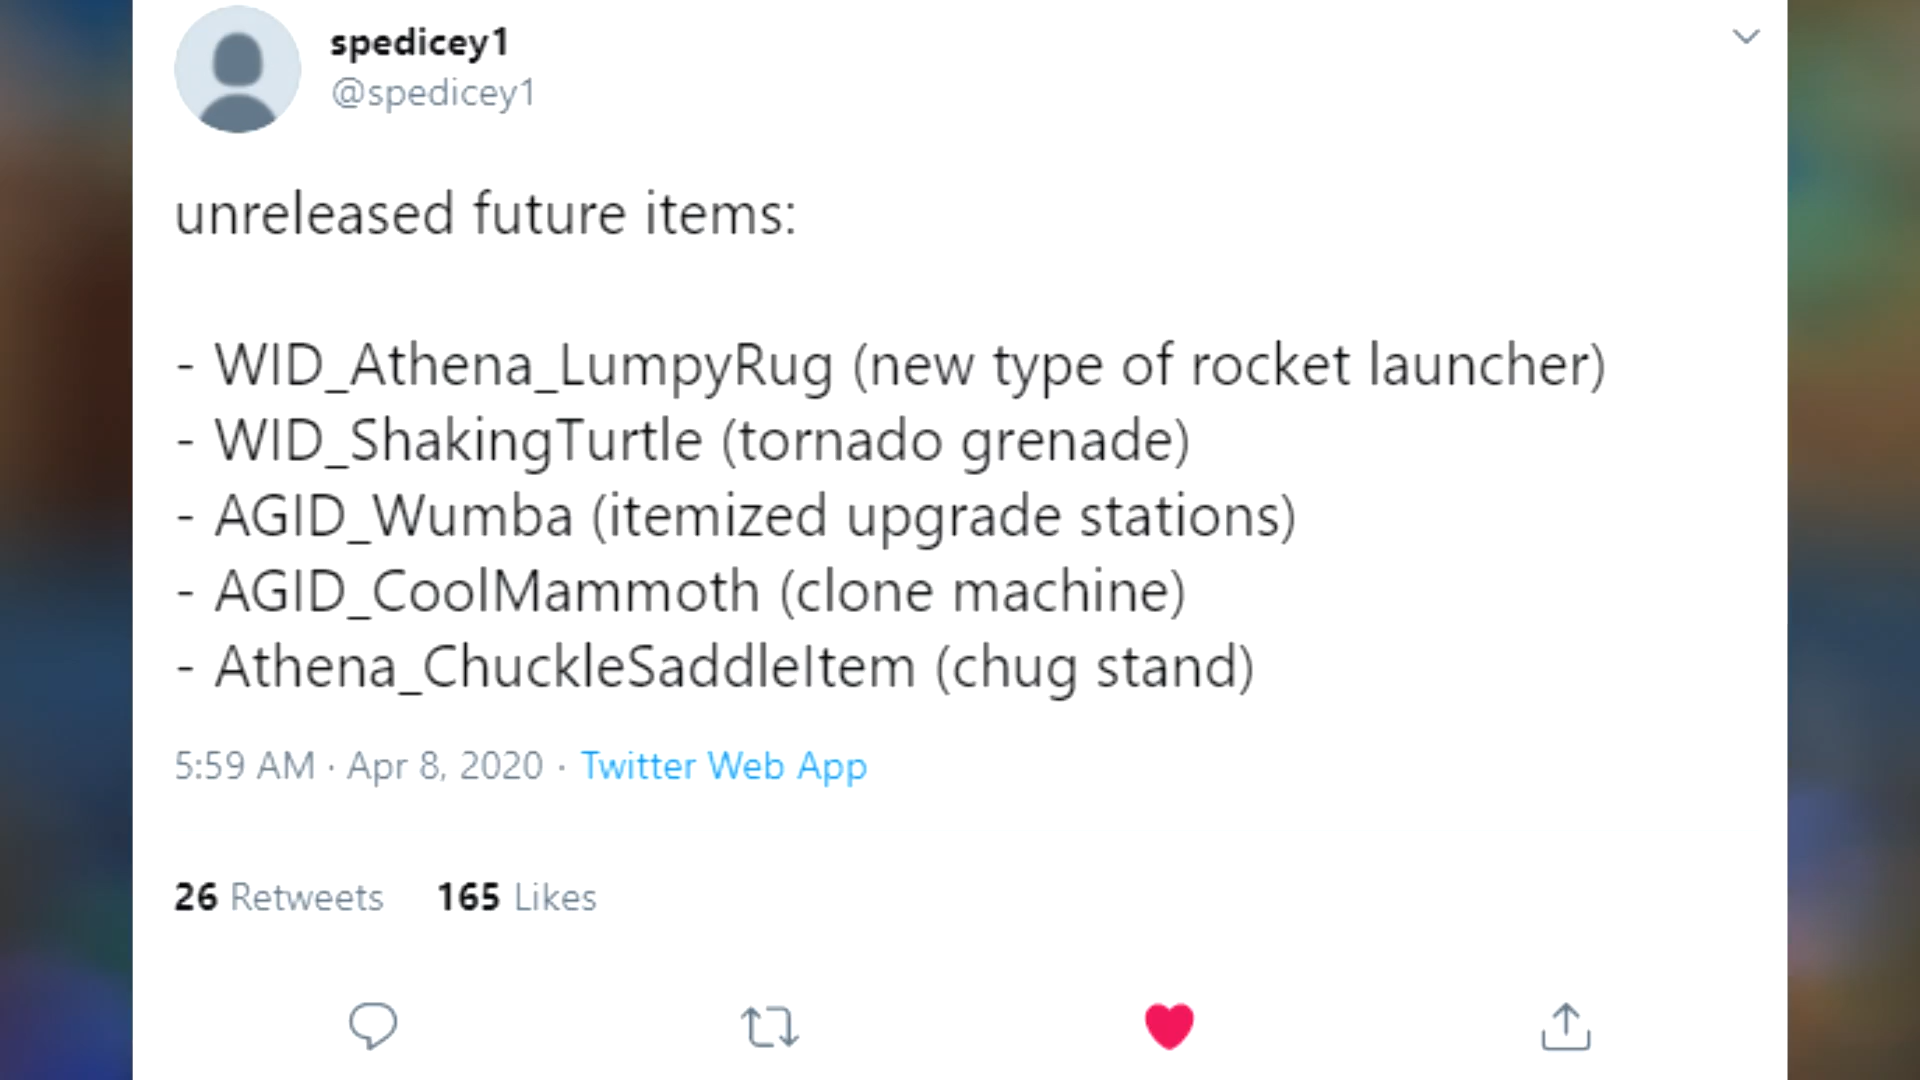 spedicey1
@spedicey1
unreleased future items:
- WID_Athena_LumpyRug (new type of rocket launcher)
- WID_ShakingTurtle (tornado grenade)
- AGID_Wumba (itemized upgrade stations)
- AGID_CoolMammoth (clone machine)
- Athena_ChuckleSaddleItem (chug stand)
5:59 AM · Apr 8, 2020 · Twitter Web App
26 Retweets 165 Likes